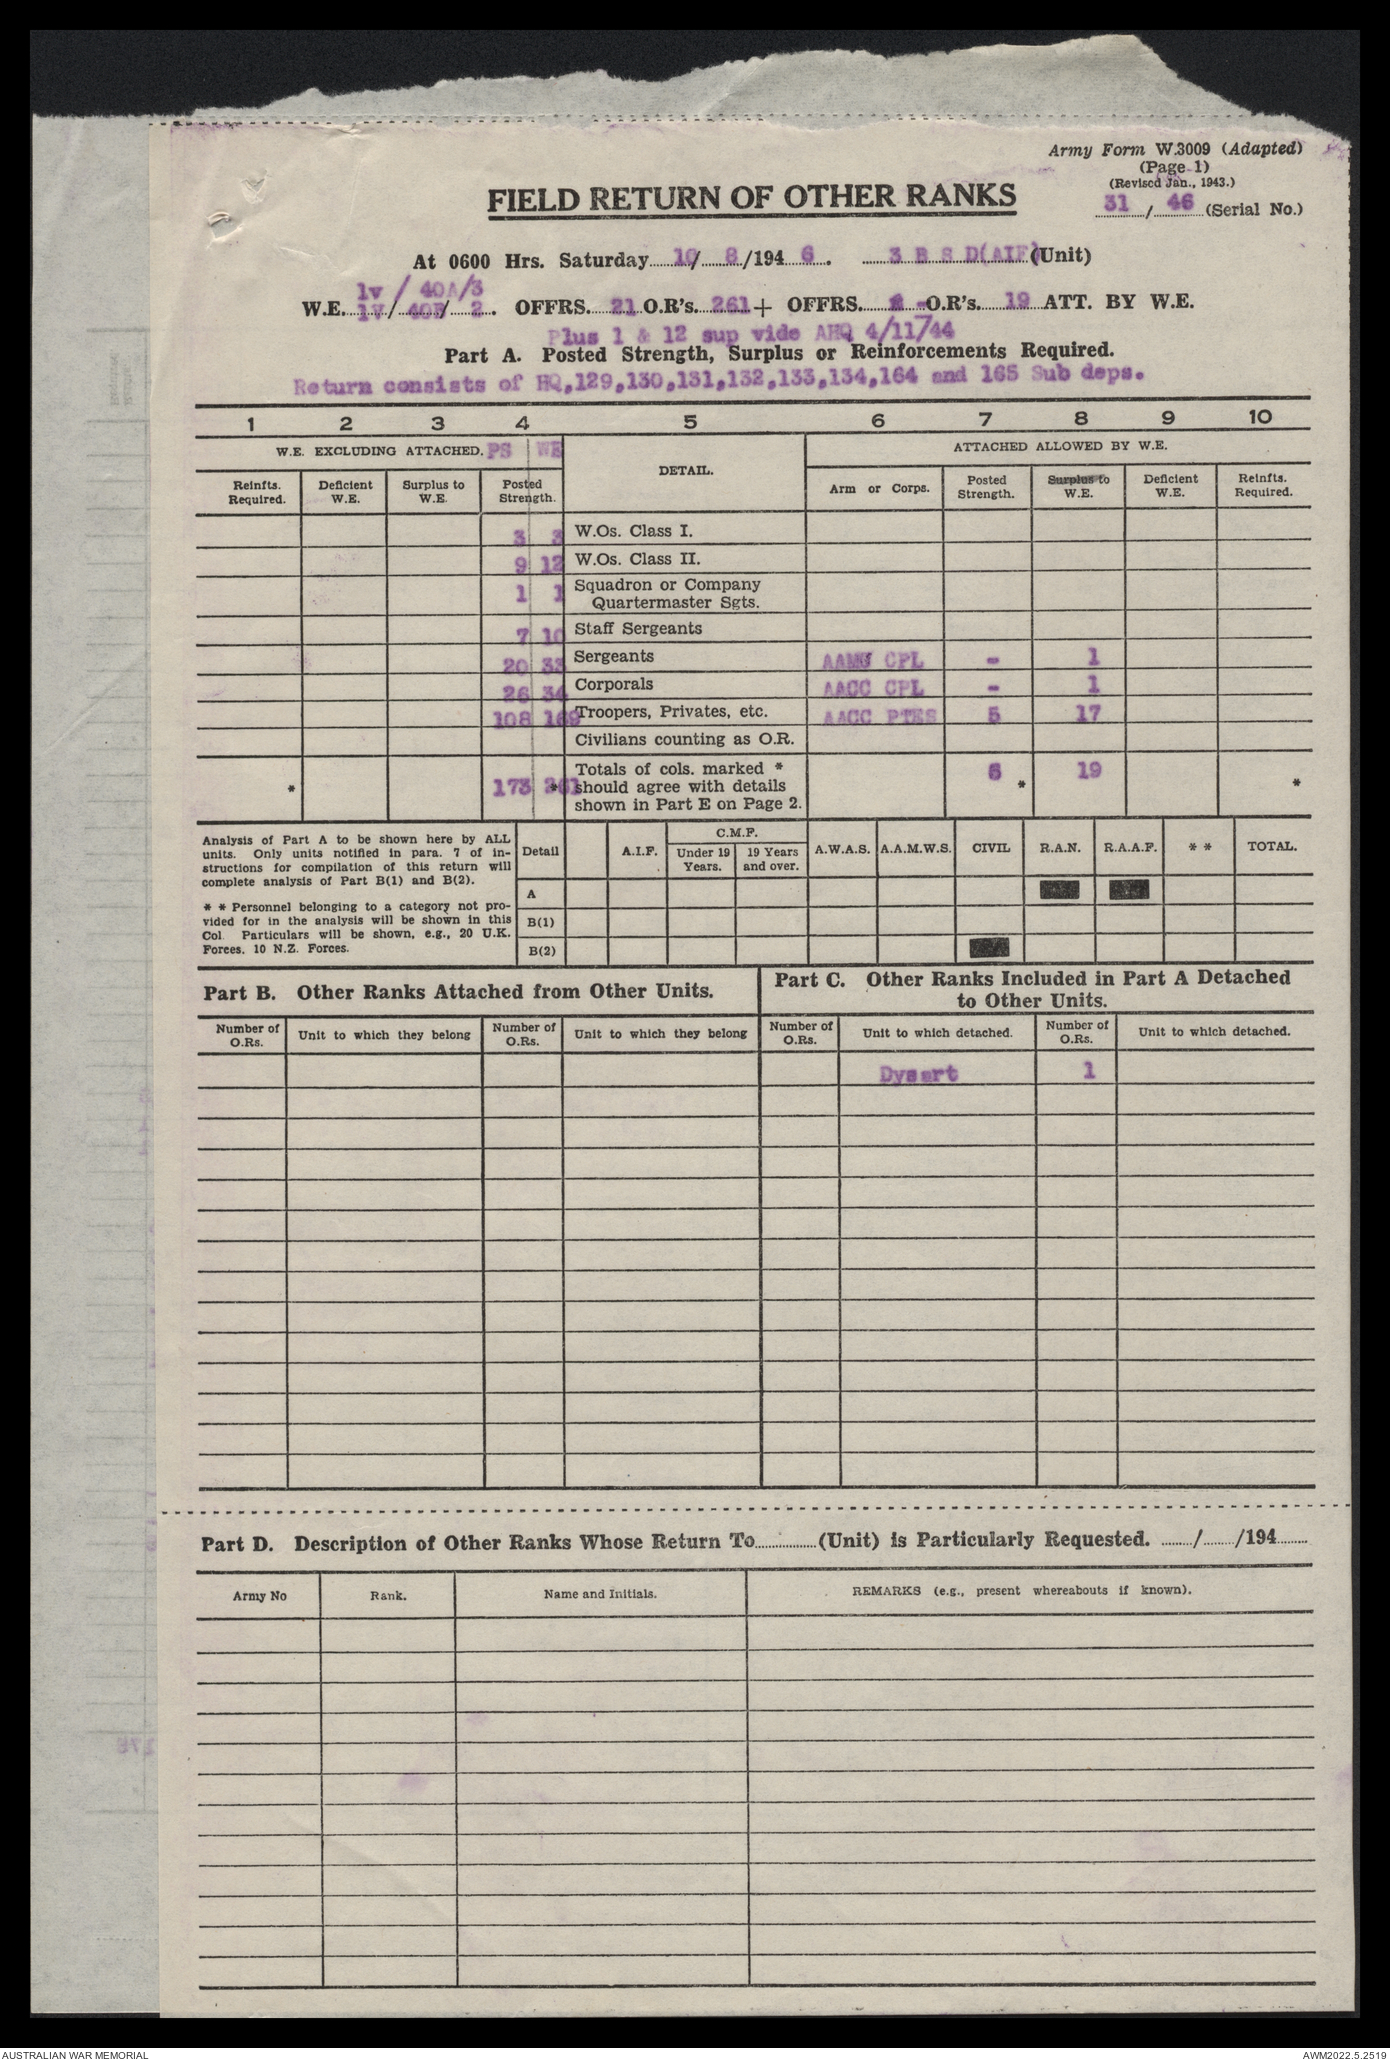 Army Form W.3009 (Adapted)
(Page 1)
(Revised Jan., 1943.)
31 / 46 (Serial No.)
FIELD RETURN OF OTHER RANKS
At 0600 Hrs. Saturday 10/ 8/194 6. 3 B S D(AIF)(Unit)
1v / 40A/3
W.E. 1V/ 40B/ 2. OFFRS. 21 O.R's. 261 + OFFRS. - O.R's. 19 ATT. BY W.E.
Plus 1 & 12 sup vide AHQ 4/11/44
Part A. Posted Strength, Surplus or Reinforcements Required.
Return consists of HQ,129,130,131,132,133,134,164 and 165 Sub deps.
1 2 3 4 5 6 7 8 9 10
W.E. EXCLUDING ATTACHED. PS WE DETAIL. ATTACHED ALLOWED BY W.E.
Reinfts. Required. Deficient W.E. Surplus to W.E. Posted Strength. Arm or Corps. Posted Strength. Surplus to W.E. Deficient W.E. Reinfts. Required.
3 3 W.Os. Class I.
9 12 W.Os. Class II.
1 1 Squadron or Company
Quartermaster Sgts.
7 10 Staff Sergeants
20 33 Sergeants CPL - 1
26 34 Corporals AACC CPL - 1
108 169 Troopers, Privates, etc. AACC PTES 5 17
Civilians counting as O.R.
Totals of cols. marked *
* 173 * 261 should agree with details 19 * *
shown in Part E on Page 2.
Analysis of Part A to be shown here by ALL
units. Only units notified in para. 7 of in-
structions for compilation of this return will
complete analysis of Part B(1) and B(2).
* * Personnel belonging to a category not pro-
vided for in the analysis will be shown in this
Col. Particulars will be shown, e.g., 20 U.K.
Forces. 10 N.Z. Forces.
Detail A.I.F. C.M.F. Under 19 Years. 19 Years and over. A.W.A.S. A.A.M.W.S. CIVIL R.A.N. R.A.A.F. * * TOTAL.
A
B(1)
B(2)
Part B. Other Ranks Attached from Other Units.
Part C. Other Ranks Included in Part A Detached
to Other Units.
Number of O.Rs. Unit to which they belong Number of O.Rs. Unit to which they belong Number of O.Rs. Unit to which detached. Number of O.Rs. Unit to which detached.
Dysart 1
Part D. Description of Other Ranks Whose Return To (Unit) is Particularly Requested. / /194
Army No Rank. Name and Initials. REMARKS (e.g., present whereabouts if known).
AUSTRALIAN WAR MEMORIAL AWM2022.5.2519